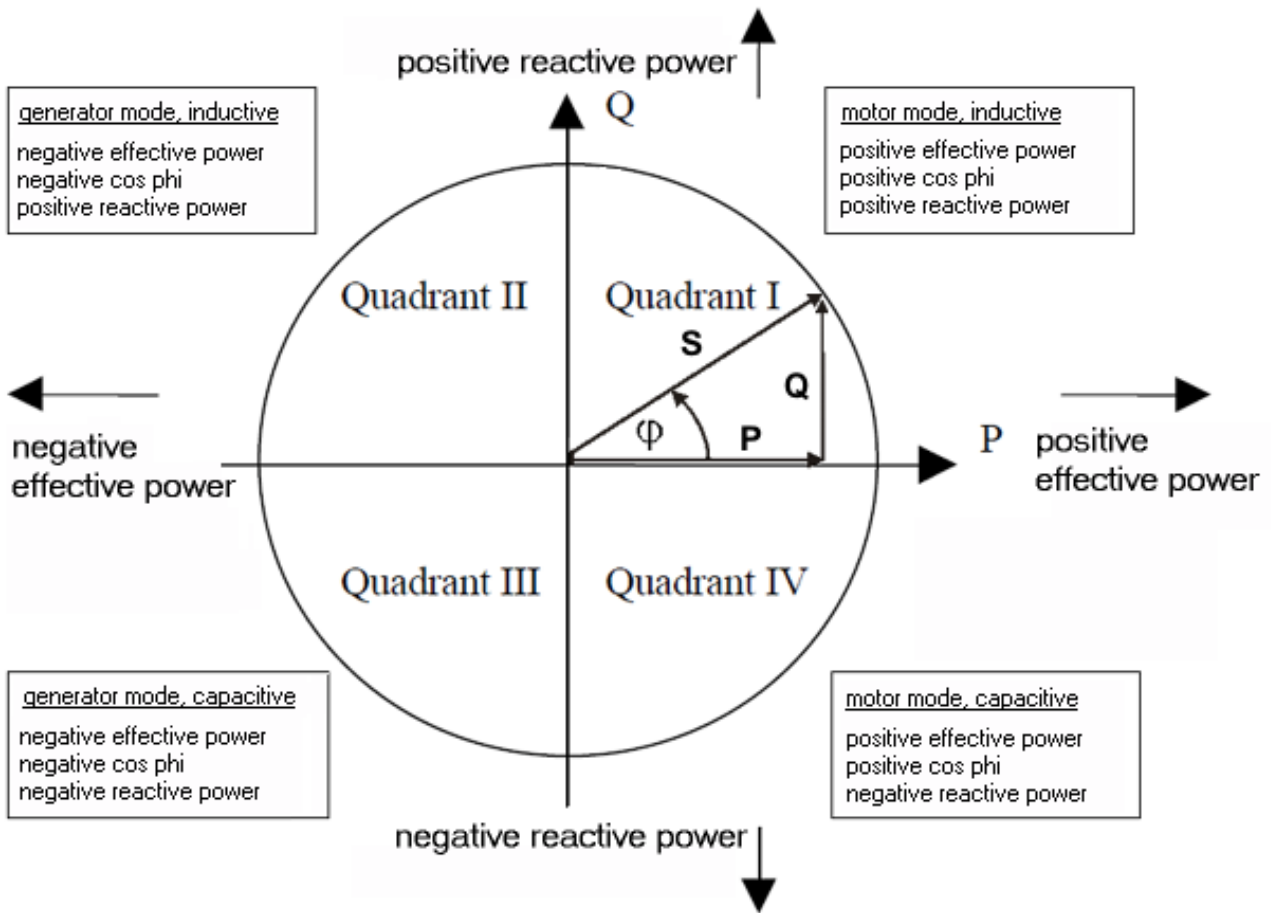 positive reactive power
Q
generator mode, inductive
negative effective power
negative cos phi
positive reactive power
motor mode, inductive
positive effective power
positive cos phi
positive reactive power
Quadrant II
Quadrant I
S
Q
φ
P
P
negative
effective power
positive
effective power
Quadrant III
Quadrant IV
generator mode, capacitive
negative effective power
negative cos phi
negative reactive power
motor mode, capacitive
positive effective power
positive cos phi
negative reactive power
negative reactive power